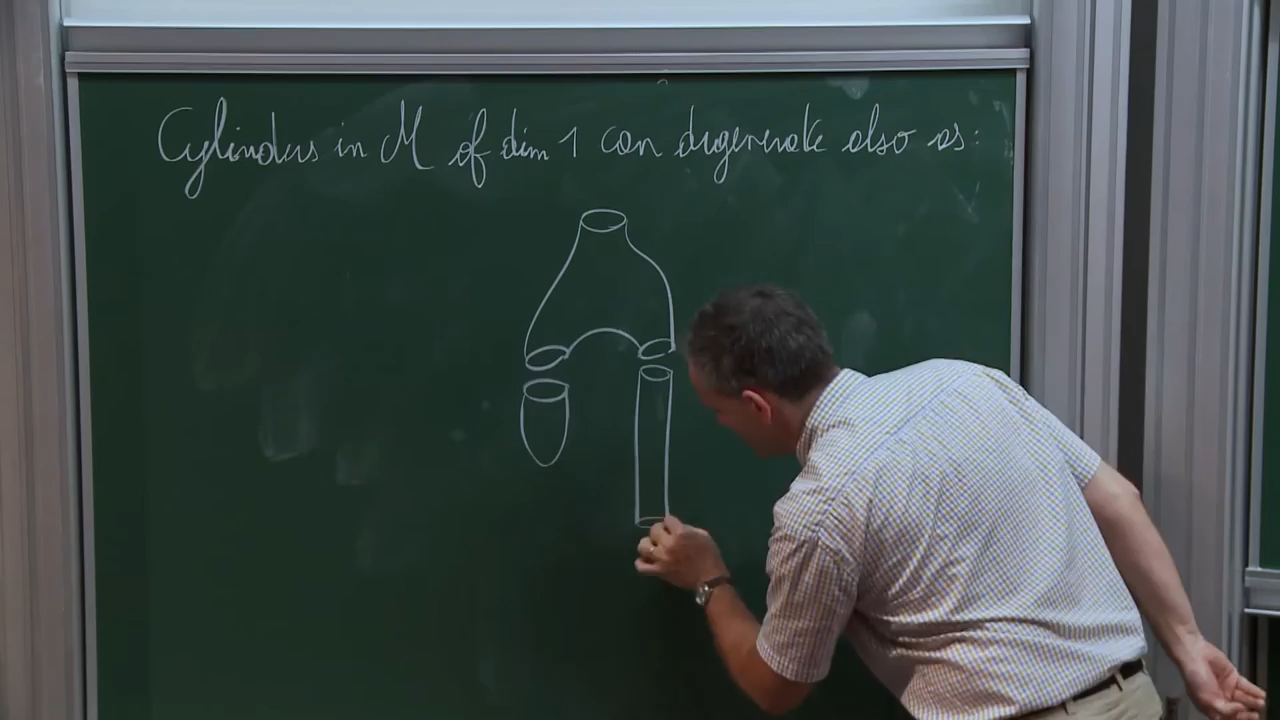 Cylinders in M of dim 1 can degenerate also as: